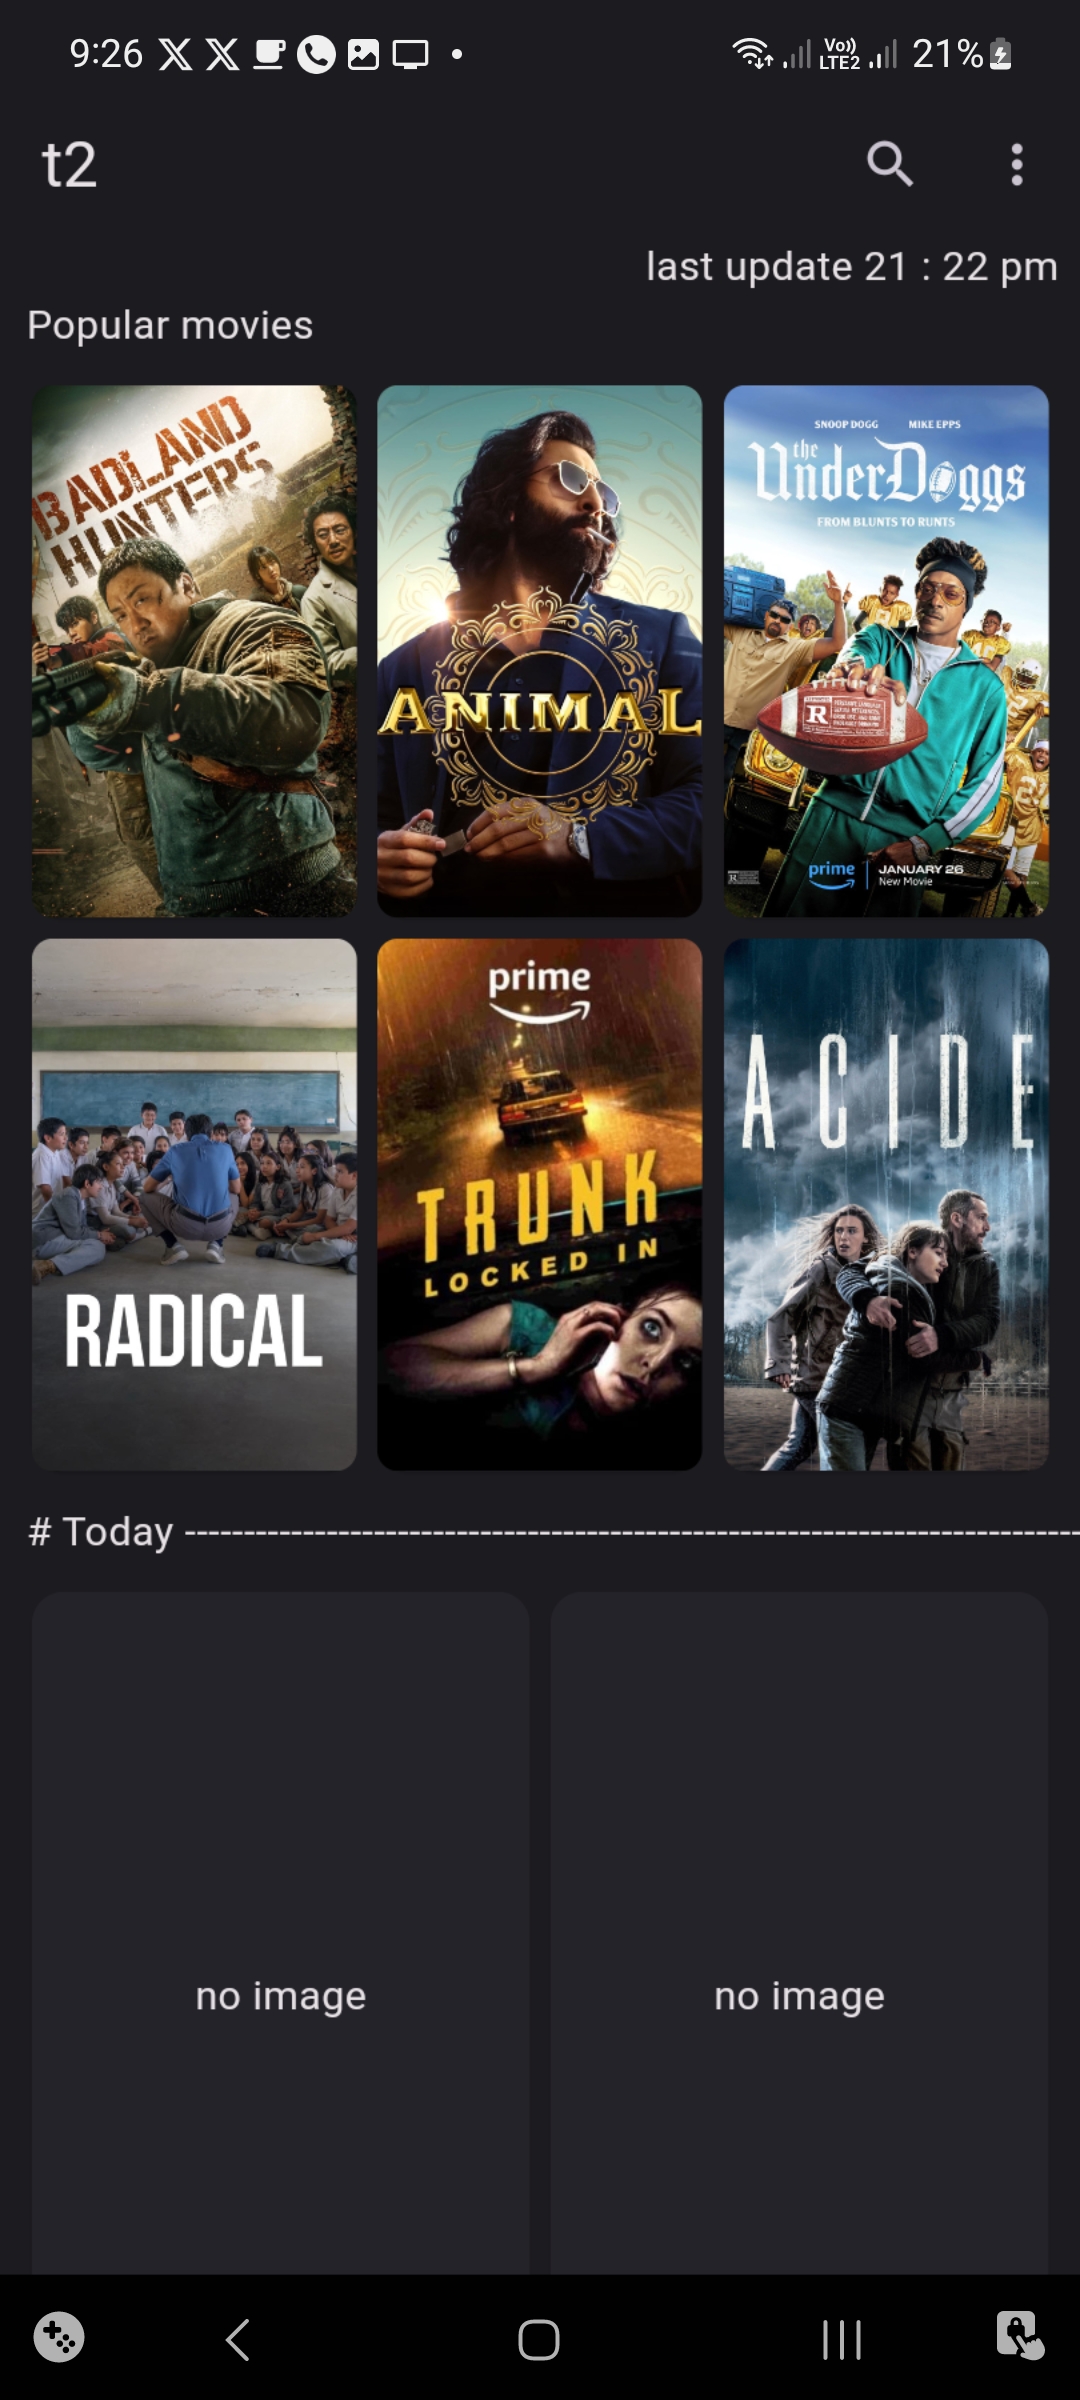 9:26
Vo))
LTE2
21%
t2
last update 21 : 22 pm
Popular movies
BADLAND
HUNTERS
ANIMAL
SNOOP DOGG MIKE EPPS
the
UnderDoggs
FROM BLUNTS TO RUNTS
R
prime
JANUARY 26
New Movie
RADICAL
prime
TRUNK
LOCKED IN
ACIDE
# Today ------------------------------------------------------------------------
no image
no image